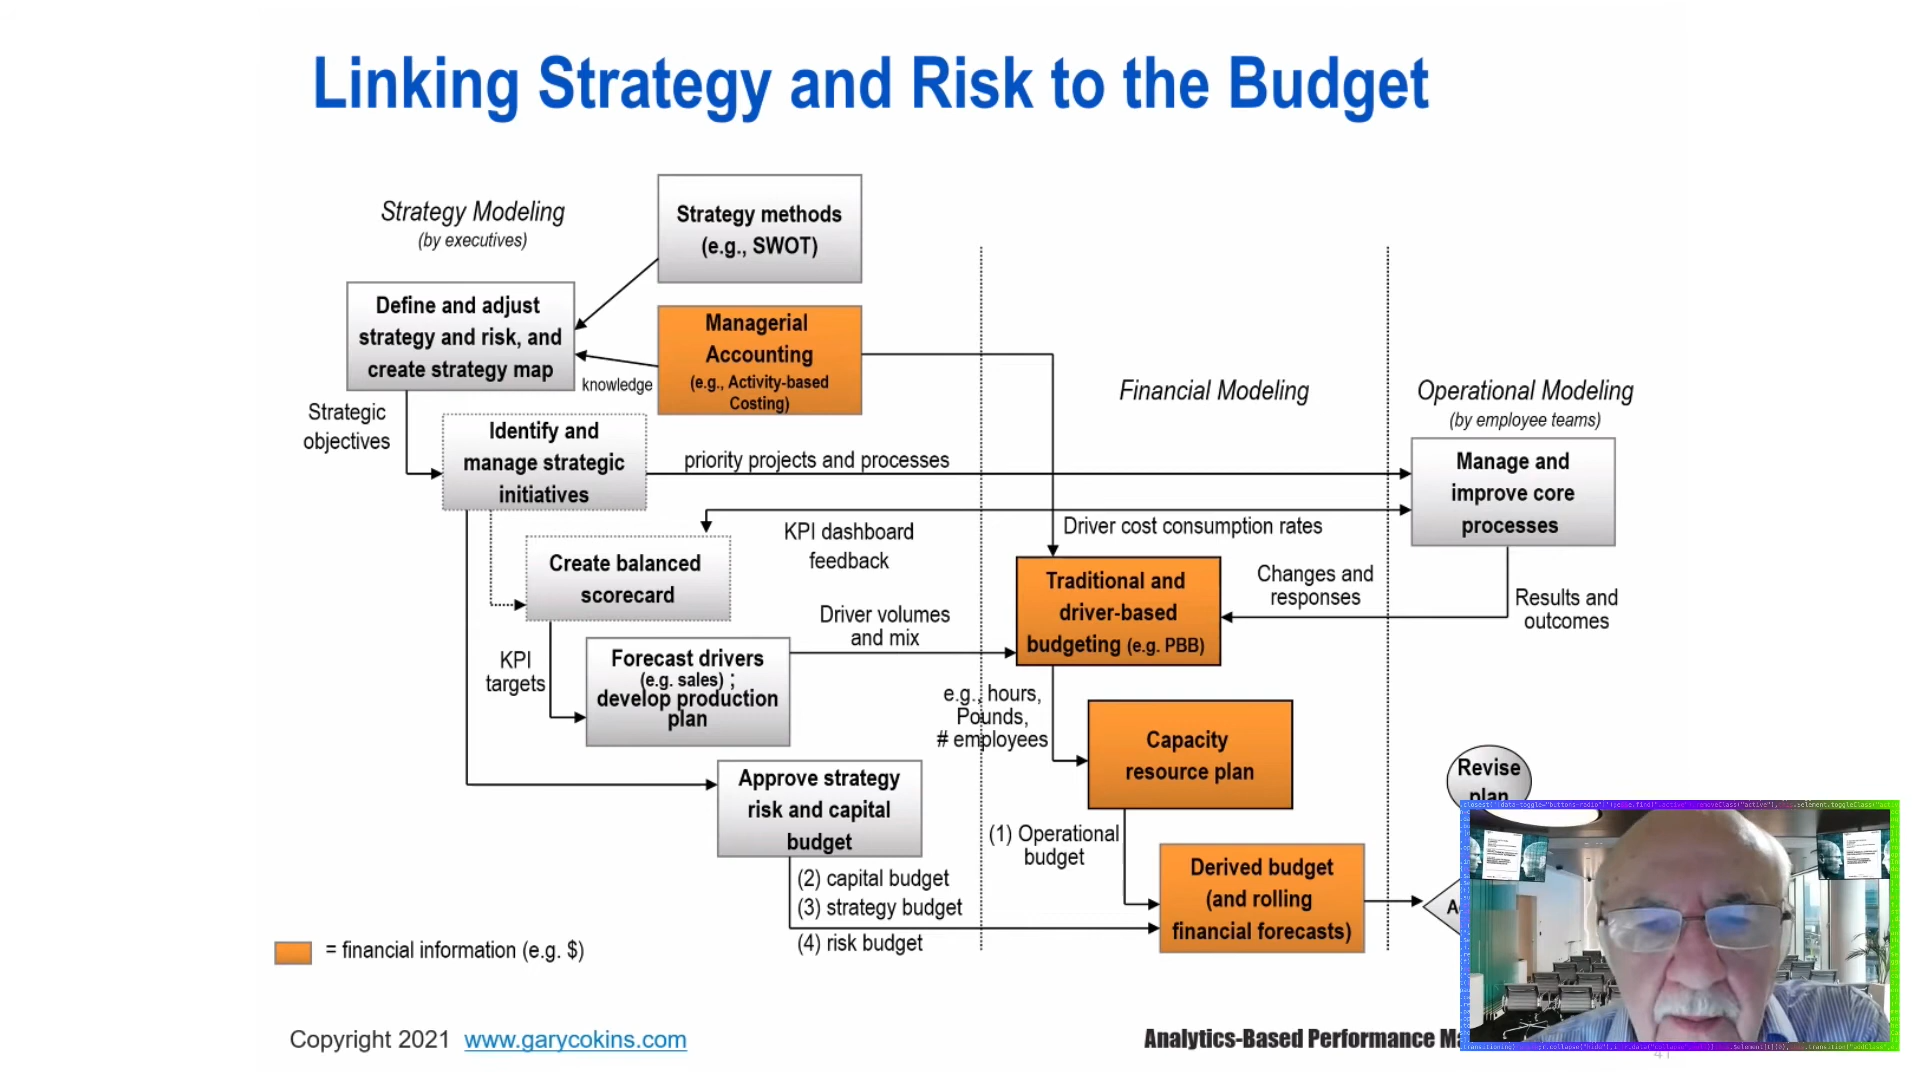 Linking Strategy and Risk to the Budget
Strategy Modeling
(by executives)
Strategy methods
(e.g., SWOT)
Define and adjust
strategy and risk, and
create strategy map
Managerial
Accounting
(e.g., Activity-based
Costing)
knowledge
Financial Modeling
Operational Modeling
(by employee teams)
Strategic
objectives
Identify and
manage strategic
initiatives
priority projects and processes
Manage and
improve core
processes
KPI dashboard
feedback
Driver cost consumption rates
Create balanced
scorecard
Traditional and
driver-based
budgeting (e.g. PBB)
Changes and
responses
Results and
outcomes
Driver volumes
and mix
KPI
targets
Forecast drivers
(e.g. sales) ;
develop production
plan
e.g., hours,
Pounds,
# employees
Capacity
resource plan
Approve strategy
risk and capital
budget
Revise
plan
(1) Operational
budget
Derived budget
(and rolling
financial forecasts)
(2) capital budget
(3) strategy budget
(4) risk budget
= financial information (e.g. $)
Copyright 2021 www.garycokins.com
Analytics-Based Performance